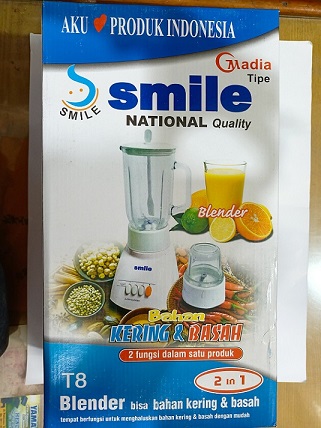 AKU ❤ PRODUK INDONESIA
Madia
Tipe
SMILE
smile
NATIONAL Quality
Blender
smile
Bahan
KERING & BASAH
2 fungsi dalam satu produk
T8
2 in 1
Blender bisa bahan kering & basah
tempat berfungsi untuk menghaluskan bahan kering & basah dengan mudah
YAMA